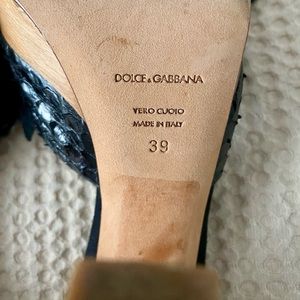 DOLCE & GABBANA
VERO CUOIO
MADE IN ITALY
39